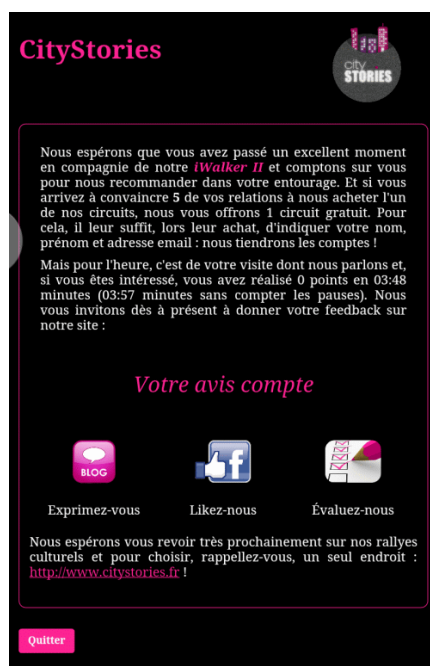 CityStories
city
STORIES
Nous espérons que vous avez passé un excellent moment
en compagnie de notre iWalker II et comptons sur vous
pour nous recommander dans votre entourage. Et si vous
arrivez à convaincre 5 de vos relations à nous acheter l'un
de nos circuits, nous vous offrons 1 circuit gratuit. Pour
cela, il leur suffit, lors leur achat, d'indiquer votre nom,
prénom et adresse email : nous tiendrons les comptes !
Mais pour l'heure, c'est de votre visite dont nous parlons et,
si vous êtes intéressé, vous avez réalisé 0 points en 03:48
minutes (03:57 minutes sans compter les pauses). Nous
vous invitons dès à présent à donner votre feedback sur
notre site :
Votre avis compte
BLOG
f
Exprimez-vous Likez-nous Évaluez-nous
Nous espérons vous revoir très prochainement sur nos rallyes
culturels et pour choisir, rappellez-vous, un seul endroit :
http://www.citystories.fr !
Quitter